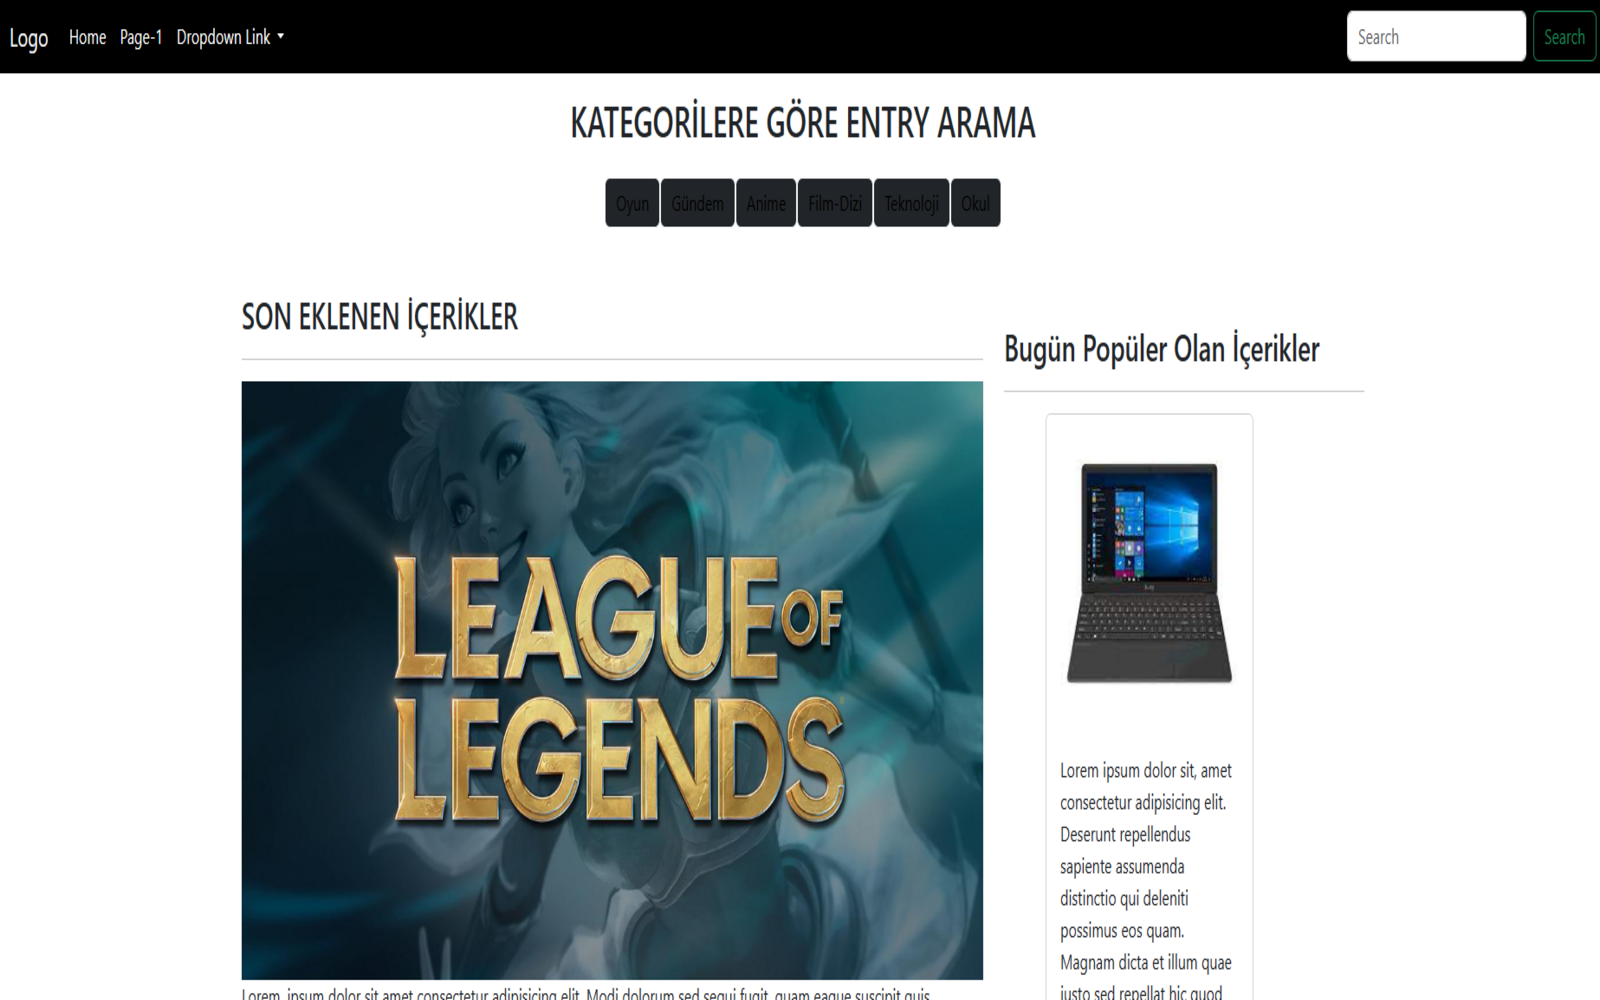 Logo Home Page-1 Dropdown Link Search Search
KATEGORİLERE GÖRE ENTRY ARAMA
Oyun Gündem Anime Film-Dizi Teknoloji Okul
SON EKLENEN İÇERİKLER
LEAGUE OF
LEGENDS
Lorem, ipsum dolor sit amet consectetur adipisicing elit. Modi dolorum sed sequi fugit, quam eaque suscipit quis
Bugün Popüler Olan İçerikler
Lorem ipsum dolor sit, amet
consectetur adipisicing elit.
Deserunt repellendus
sapiente assumenda
distinctio qui deleniti
possimus eos quam.
Magnam dicta et illum quae
iusto sed repellat hic quod